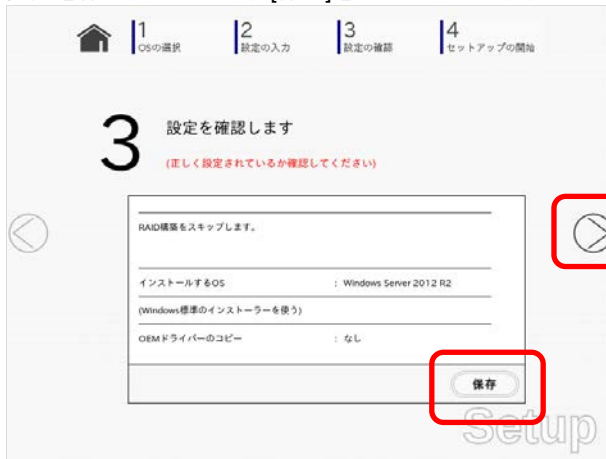 1
OSの選択
2
設定の入力
3
設定の確認
4
セットアップの開始
3
設定を確認します
(正しく設定されているか確認してください)
RAID構築をスキップします。
インストールするOS : Windows Server 2012 R2
(Windows標準のインストーラーを使う)
OEMドライバーのコピー : なし
保存
Setup